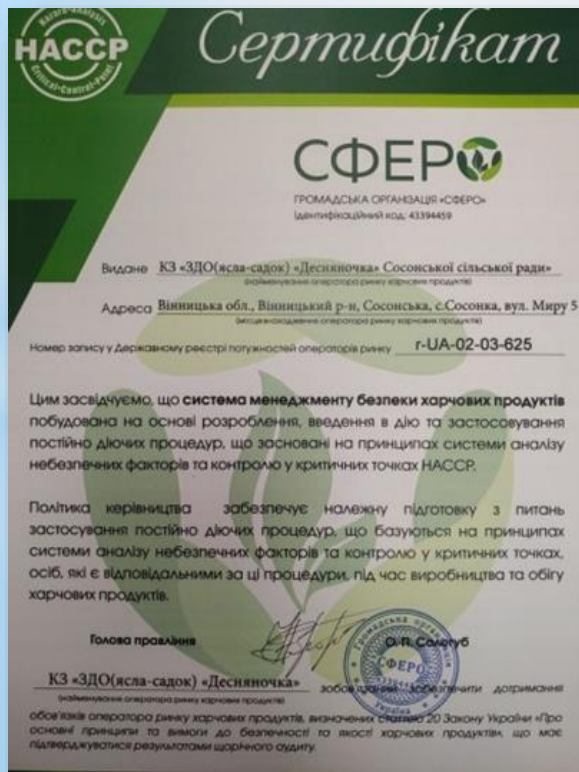 Hazard•Analysis
HACCP
Critical•Control•Point
Сертифікат
СФЕРО
ГРОМАДСЬКА ОРГАНІЗАЦІЯ «СФЕРО»
Ідентифікаційний код: 43394459
Видане КЗ «ЗДО(ясла-садок) «Десняночка» Сосонської сільської ради»
(найменування оператора ринку харчових продуктів)
Адреса Вінницька обл., Вінницький р-н, Сосонська, с.Сосонка, вул. Миру 5
(місцезнаходження оператора ринку харчових продуктів)
Номер запису у Державному реєстрі потужностей операторів ринку r-UA-02-03-625
Цим засвідчуємо, що система менеджменту безпеки харчових продуктів
побудована на основі розроблення, введення в дію та застосовування
постійно діючих процедур, що засновані на принципах системи аналізу
небезпечних факторів та контролю у критичних точках НАССР.
Політика керівництва забезпечує належну підготовку з питань
застосування постійно діючих процедур, що базуються на принципах
системи аналізу небезпечних факторів та контролю у критичних точках,
осіб, які є відповідальними за ці процедури, під час виробництва та обігу
харчових продуктів.
Голова правління О. П. Сологуб
Громадська організація
СФЕРО
43394459
Україна
КЗ «ЗДО(ясла-садок) «Десняночка» зобов'язаний забезпечити дотримання
(найменування оператора ринку харчових продуктів)
обов'язків оператора ринку харчових продуктів, визначених статтею 20 Закону України «Про
основні принципи та вимоги до безпечності та якості харчових продуктів», що має
підтверджуватися результатами щорічного аудиту.